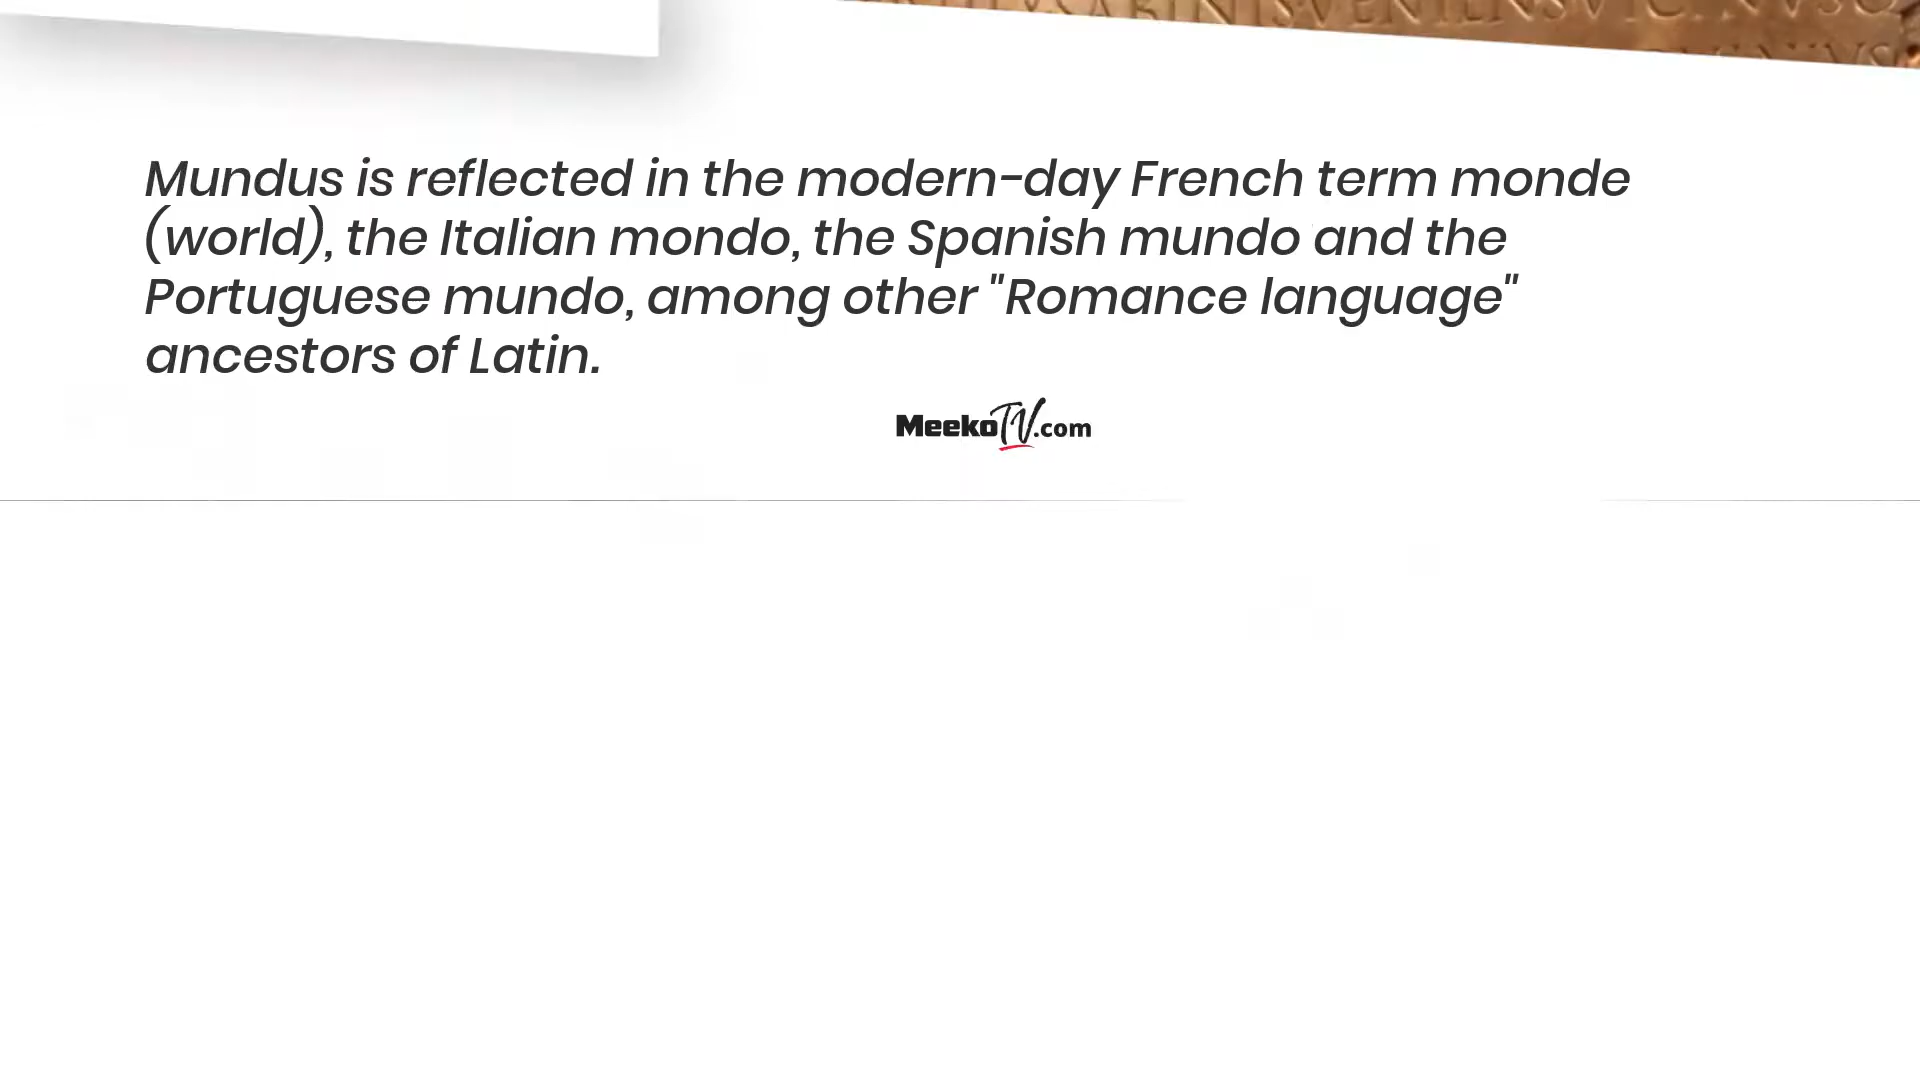 Mundus is reflected in the modern-day French term monde
(world), the Italian mondo, the Spanish mundo and the
Portuguese mundo, among other "Romance language"
ancestors of Latin.
MeekoTV.com